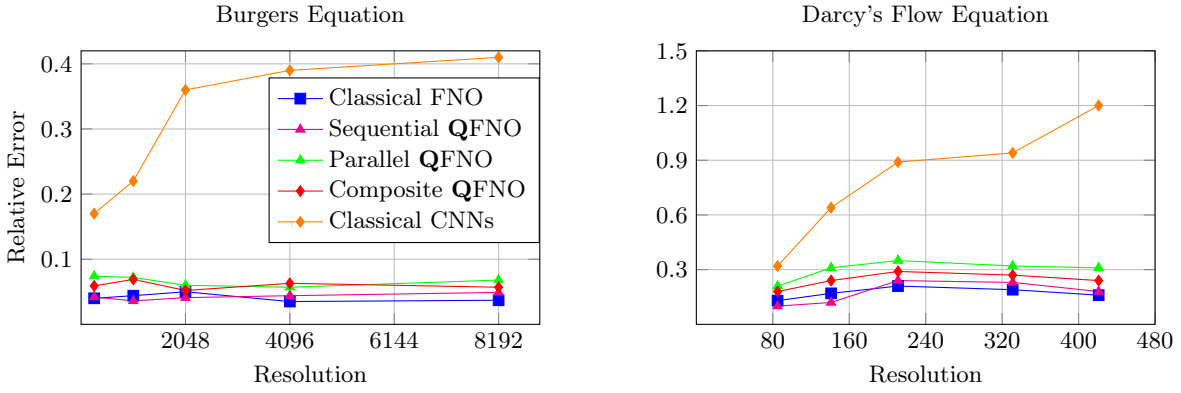 Burgers Equation
Relative Error
0.4
0.3
0.2
0.1
2048 4096 6144 8192
Resolution
Classical FNO
Sequential QFNO
Parallel QFNO
Composite QFNO
Classical CNNs
Darcy's Flow Equation
1.5
1.2
0.9
0.6
0.3
80 160 240 320 400 480
Resolution